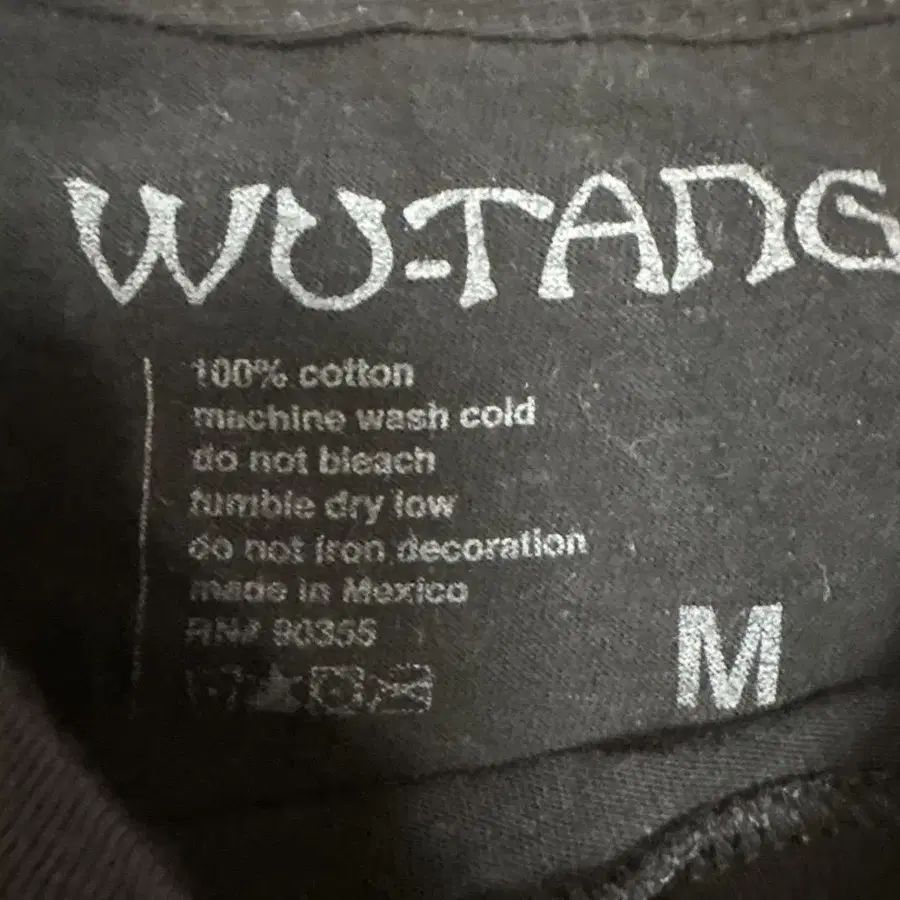 WU-TANG
100% cotton
machine wash cold
do not bleach
tumble dry low
do not iron decoration
made in Mexico
RN# 90355
M